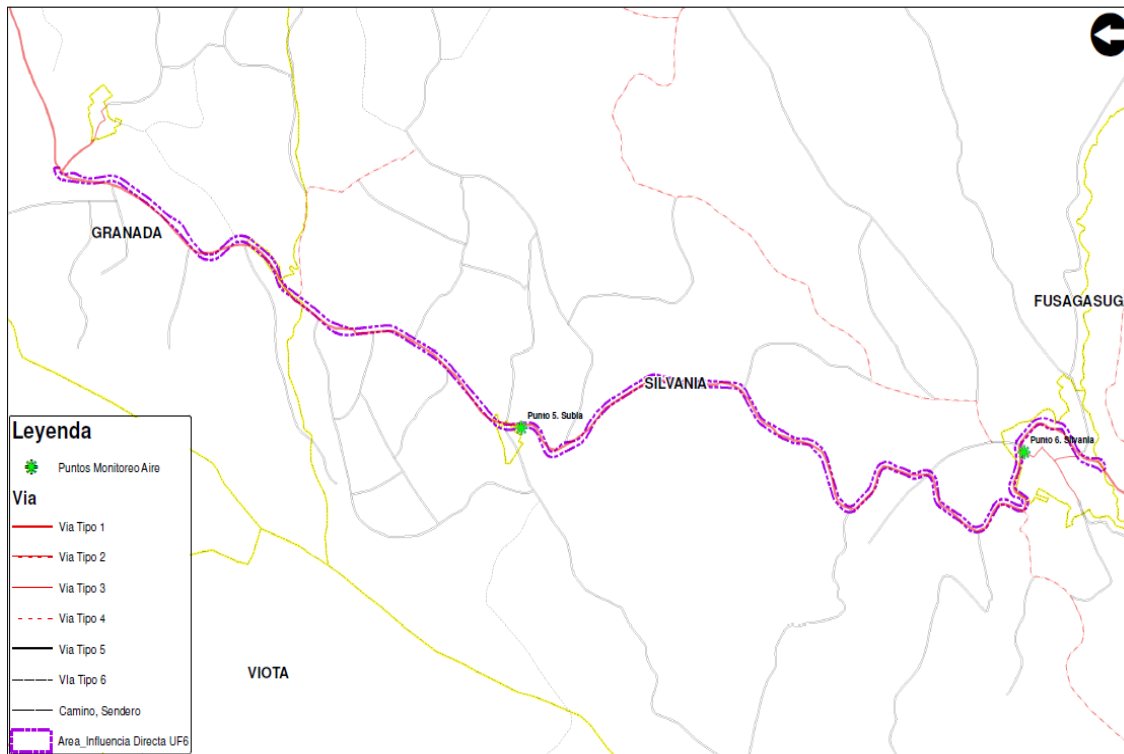 GRANADA
FUSAGASUG
SILVANIA
Punto 5. Subia
Punto 6. Silvania
VIOTA
Leyenda
Puntos Monitoreo Aire
Via
Via Tipo 1
Via Tipo 2
Via Tipo 3
Via Tipo 4
Via Tipo 5
VIa Tipo 6
Camino, Sendero
Area_Influencia Directa UF6